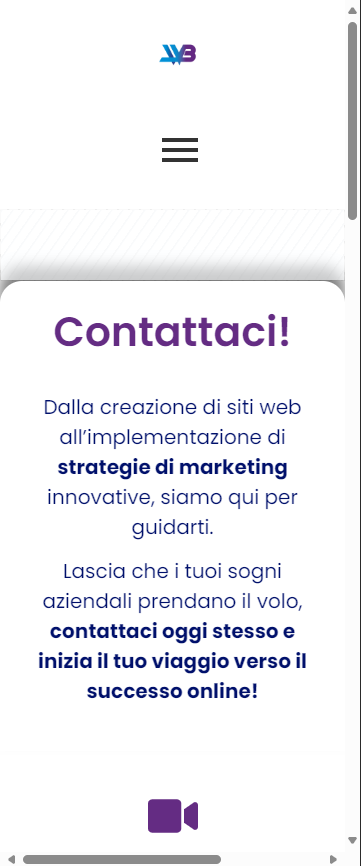 WB
Contattaci!
Dalla creazione di siti web
all’implementazione di
strategie di marketing
innovative, siamo qui per
guidarti.
Lascia che i tuoi sogni
aziendali prendano il volo,
contattaci oggi stesso e
inizia il tuo viaggio verso il
successo online!